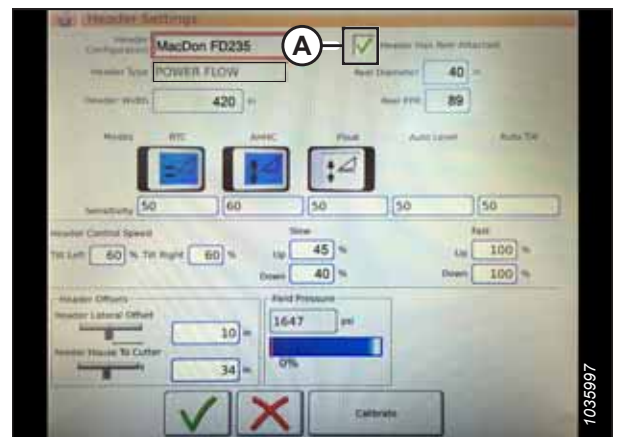 Header Settings
Header Configuration MacDon FD235 A Header Has Reel Attached
Header Type POWER FLOW Reel Diameter 40 in
Header Width 420 in Reel PPR 89
Modes RTC AHHC Float Auto Level Auto Tilt
Sensitivity 50 60 50 50 50
Header Control Speed Slow Fast
Tilt Left 60 % Tilt Right 60 % Up 45 % Up 100 %
Down 40 % Down 100 %
Header Offsets Field Pressure
Header Lateral Offset 1647 psi
10 in
Feeder House To Cutter 0%
34 in
Calibrate
1035997